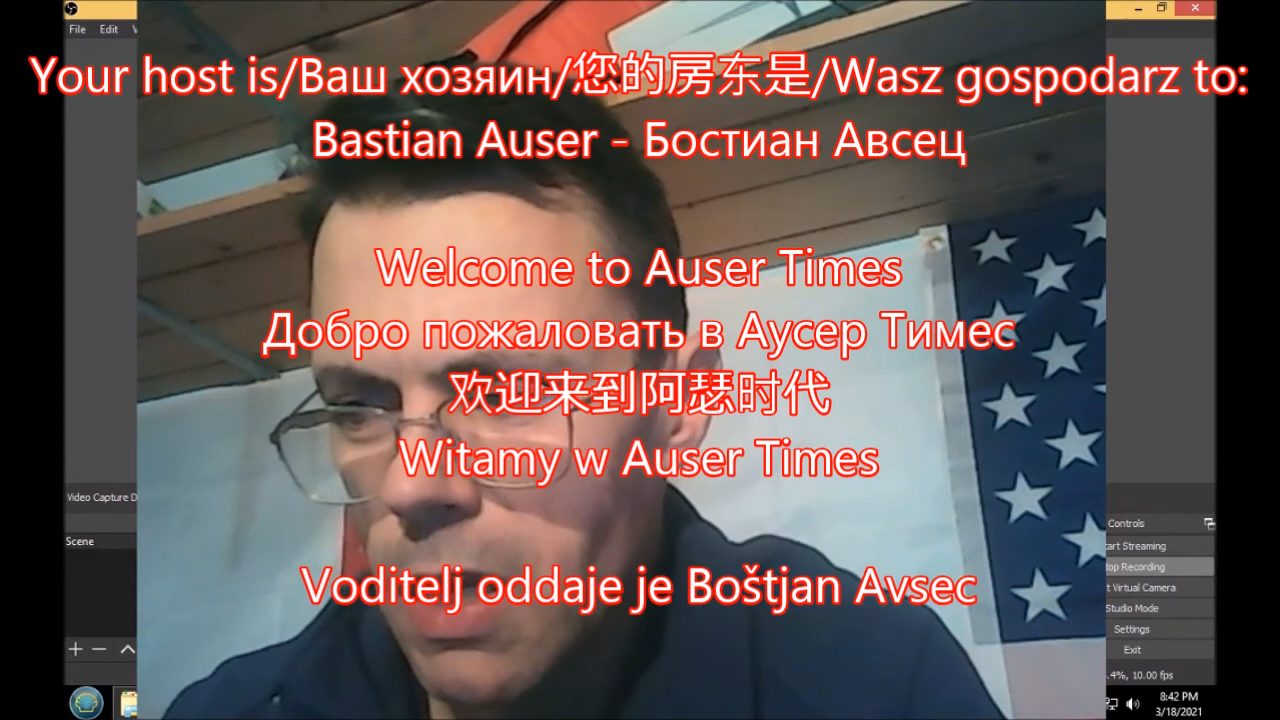 File Edit
Your host is/Ваш хозяин/您的房东是/Wasz gospodarz to:
Bastian Auser - Бостиан Авсец
Welcome to Auser Times
Добро пожаловать в Аусер Тимес
欢迎来到阿瑟时代
Witamy w Auser Times
Voditelj oddaje je Boštjan Avsec
Video Capture D
Scene
Controls
art Streaming
top Recording
t Virtual Camera
Studio Mode
Settings
Exit
.4%, 10.00 fps
8:42 PM
3/18/2021